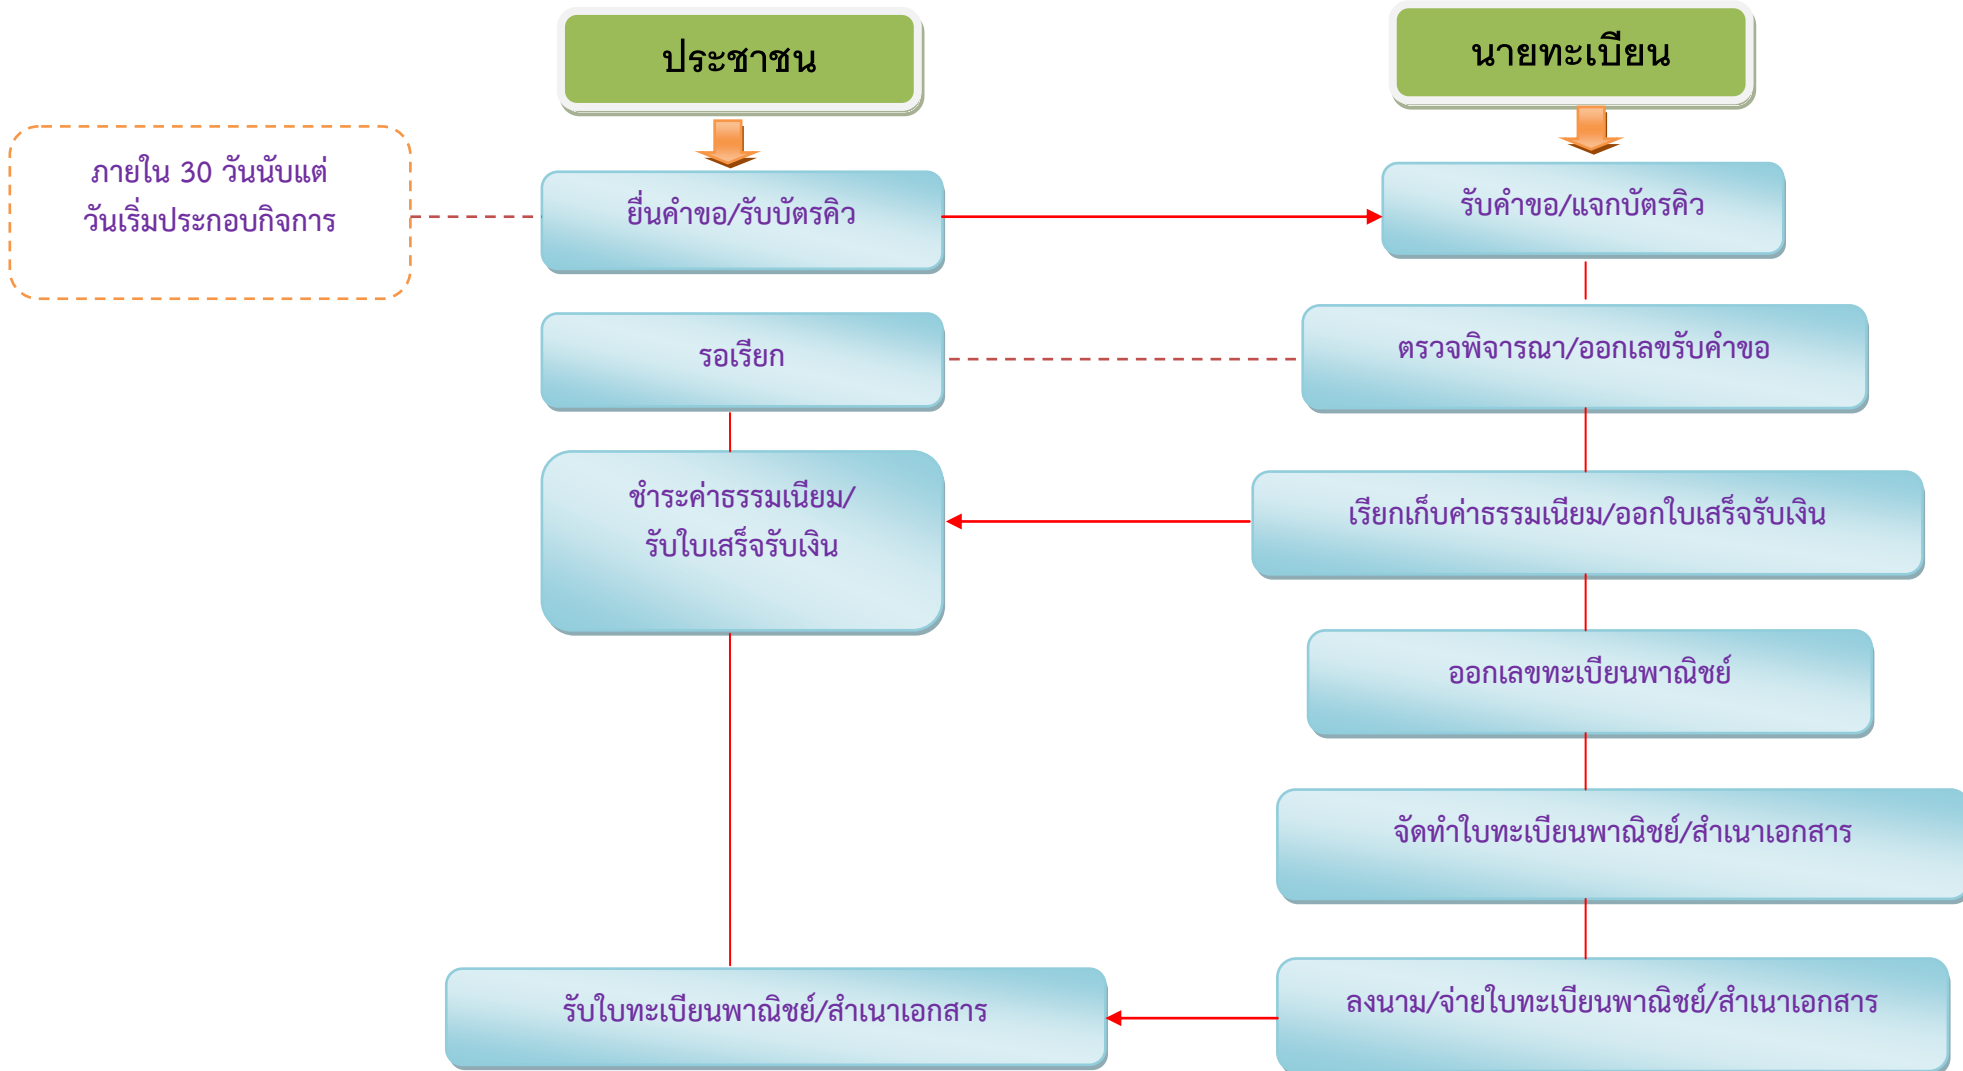 ประชาชน
นายทะเบียน
ภายใน 30 วันนับแต่
วันเริ่มประกอบกิจการ
ยื่นคำขอ/รับบัตรคิว
รับคำขอ/แจกบัตรคิว
รอเรียก
ตรวจพิจารณา/ออกเลขรับคำขอ
ชำระค่าธรรมเนียม/
รับใบเสร็จรับเงิน
เรียกเก็บค่าธรรมเนียม/ออกใบเสร็จรับเงิน
ออกเลขทะเบียนพาณิชย์
จัดทำใบทะเบียนพาณิชย์/สำเนาเอกสาร
รับใบทะเบียนพาณิชย์/สำเนาเอกสาร
ลงนาม/จ่ายใบทะเบียนพาณิชย์/สำเนาเอกสาร